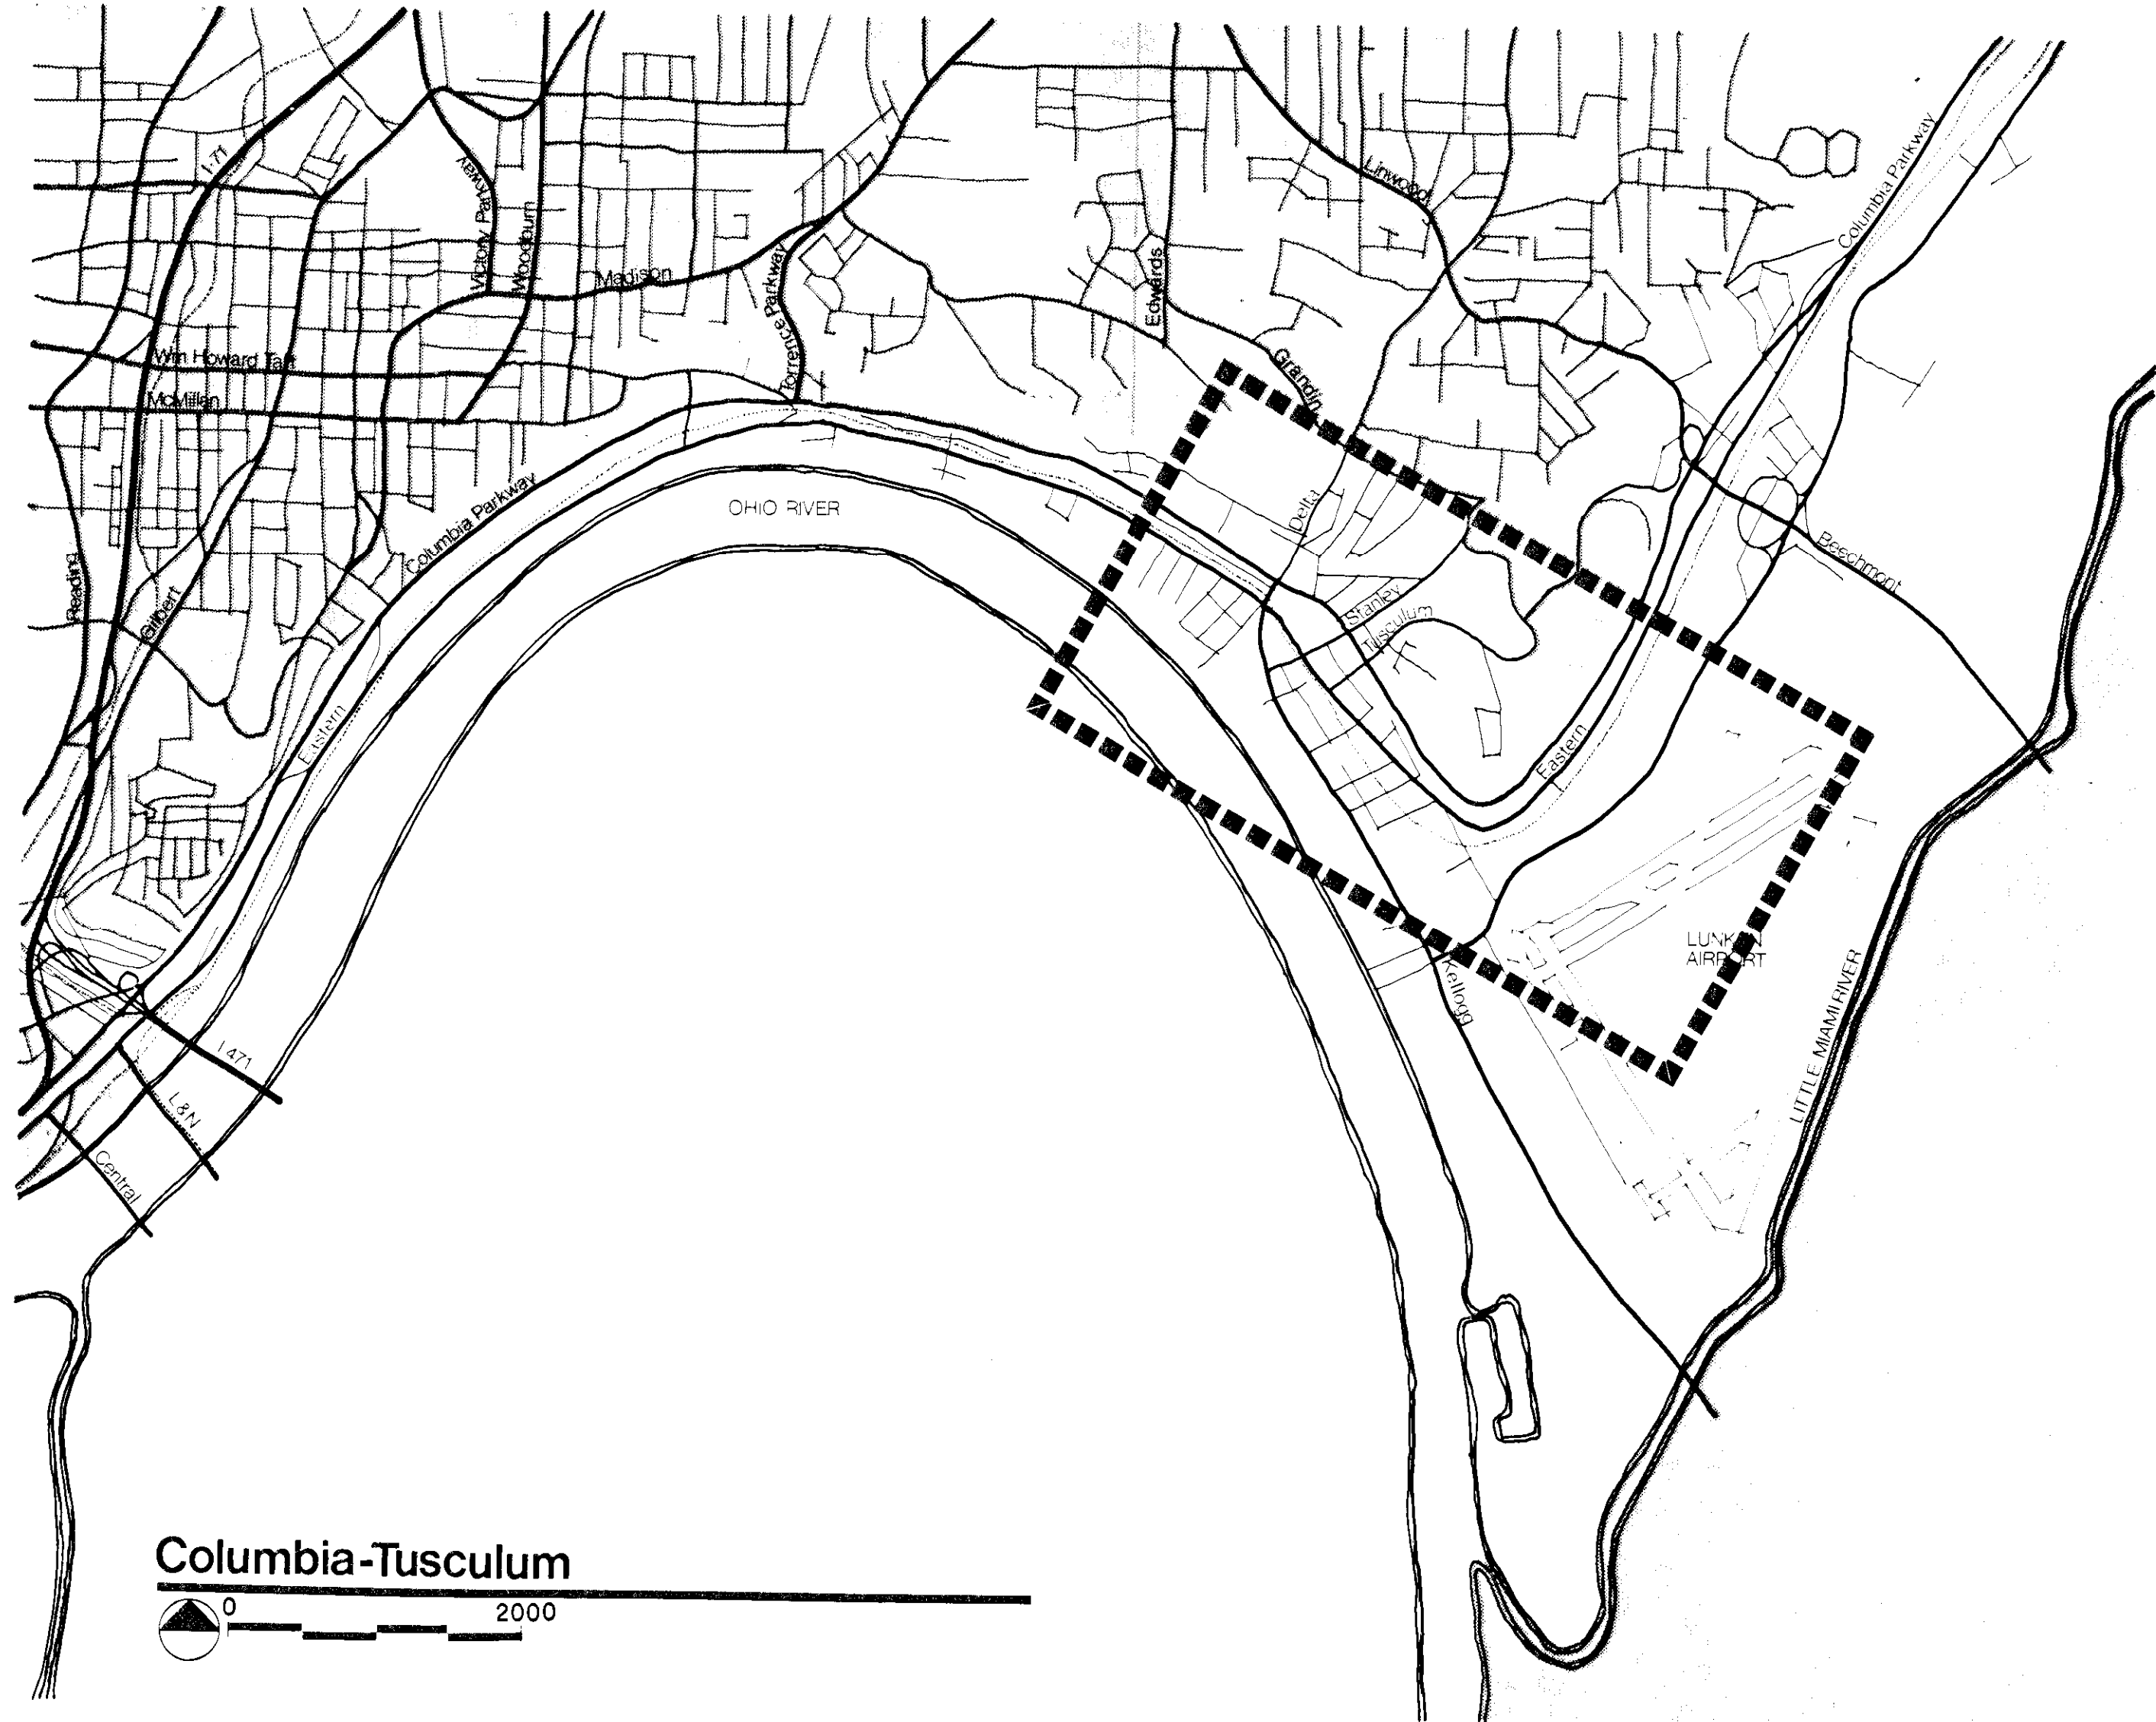 I-71
Columbia Parkway
Linwood
Victory Parkway
Woodburn
Madison
Torrence Parkway
Edwards
Wm Howard Taft
McMillan
Grandin
Columbia Parkway
OHIO RIVER
Delta
Beechmont
Reading
Gilbert
Stanley
Tusculum
Eastern
Eastern
LUNKEN
AIRPORT
Kellogg
LITTLE MIAMI RIVER
I-471
L&N
Central
Columbia-Tusculum
0 2000